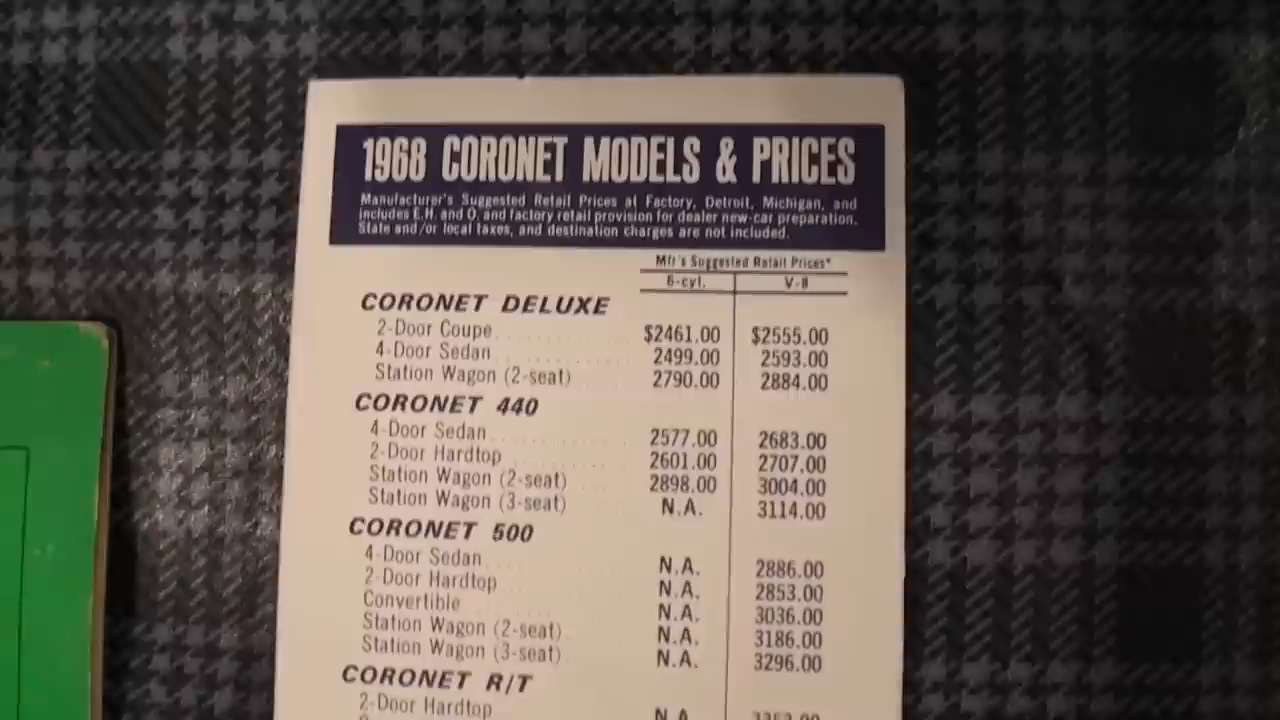 1968 CORONET MODELS & PRICES
Manufacturer's Suggested Retail Prices at Factory, Detroit, Michigan, and
includes E.H. and O. and factory retail provision for dealer new-car preparation.
State and/or local taxes, and destination charges are not included.
Mfr's Suggested Retail Prices*
6-cyl. V-8
CORONET DELUXE
2-Door Coupe $2461.00 $2555.00
4-Door Sedan 2499.00 2593.00
Station Wagon (2-seat) 2790.00 2884.00
CORONET 440
4-Door Sedan 2577.00 2683.00
2-Door Hardtop 2601.00 2707.00
Station Wagon (2-seat) 2898.00 3004.00
Station Wagon (3-seat) N.A. 3114.00
CORONET 500
4-Door Sedan N.A. 2886.00
2-Door Hardtop N.A. 2853.00
Convertible N.A. 3036.00
Station Wagon (2-seat) N.A. 3186.00
Station Wagon (3-seat) N.A. 3296.00
CORONET R/T
2-Door Hardtop N.A.